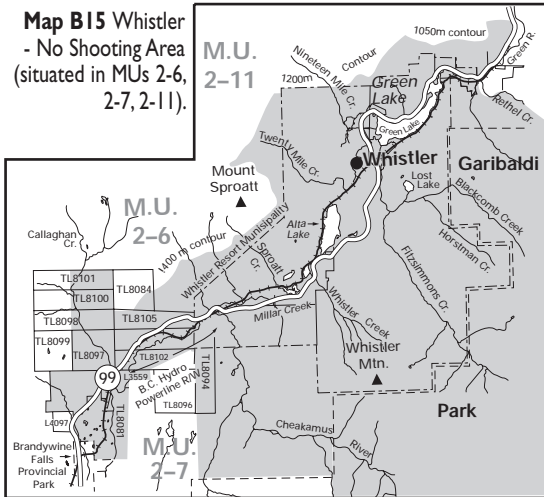 Map B15 Whistler
- No Shooting Area
(situated in MUs 2-6,
2-7, 2-11).
M.U.
2–11
1050m contour
Contour
1200m
Nineteen Mile Cr.
Green R.
Green
Lake
Green Lake
Rethel Cr.
Twenty Mile Cr.
Whistler
Garibaldi
Lost
Lake
Blackcomb Creek
Horstman Cr.
Fitzsimmons Cr.
Mount
Sproatt
Alta
Lake
M.U.
2–6
Callaghan
Cr.
1400 m contour
Whistler Resort Municipality
Sproatt
Cr.
TL8101
TL8100
TL8084
TL8098
TL8105
TL8099
TL8097
TL8102
TL8094
Millar Creek
Whistler Creek
Whistler
Mtn.
Park
99
L3559
B.C. Hydro
Powerline R/W
TL8096
L4097
TL8081
M.U.
2–7
Cheakamus
River
Brandywine
Falls
Provincial
Park